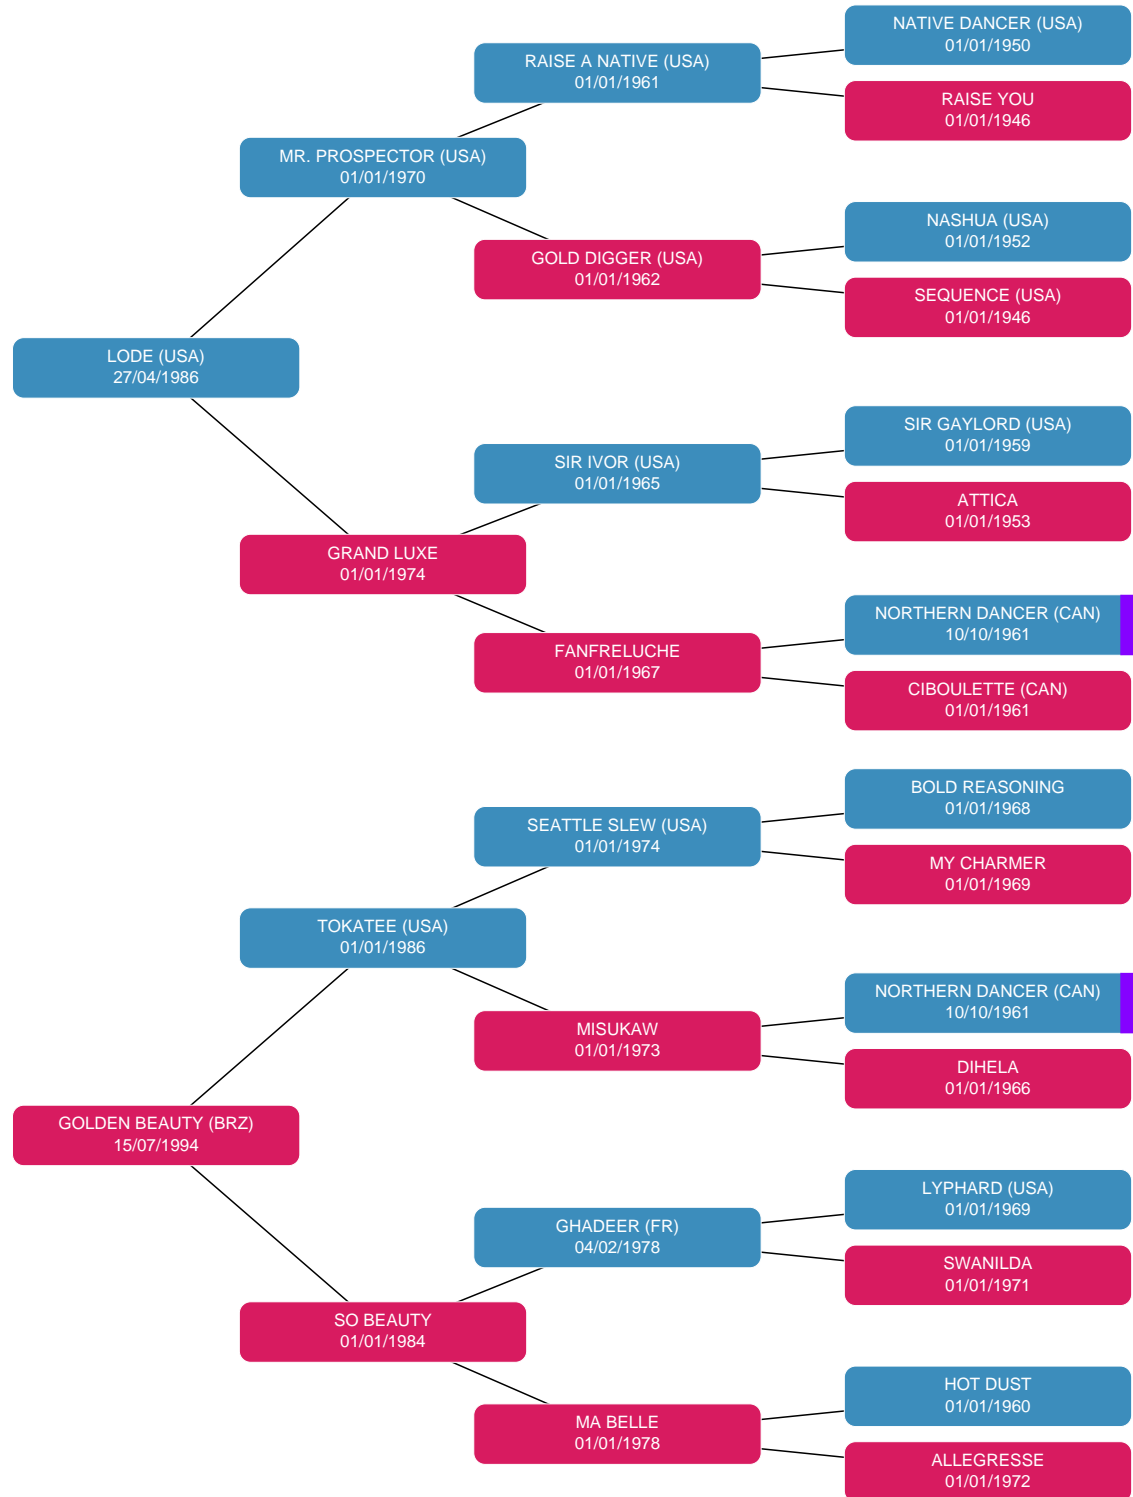 NATIVE DANCER (USA)
01/01/1950
RAISE A NATIVE (USA)
01/01/1961
RAISE YOU
01/01/1946
MR. PROSPECTOR (USA)
01/01/1970
NASHUA (USA)
01/01/1952
GOLD DIGGER (USA)
01/01/1962
SEQUENCE (USA)
01/01/1946
LODE (USA)
27/04/1986
SIR GAYLORD (USA)
01/01/1959
SIR IVOR (USA)
01/01/1965
ATTICA
01/01/1953
GRAND LUXE
01/01/1974
NORTHERN DANCER (CAN)
10/10/1961
FANFRELUCHE
01/01/1967
CIBOULETTE (CAN)
01/01/1961
BOLD REASONING
01/01/1968
SEATTLE SLEW (USA)
01/01/1974
MY CHARMER
01/01/1969
TOKATEE (USA)
01/01/1986
NORTHERN DANCER (CAN)
10/10/1961
MISUKAW
01/01/1973
DIHELA
01/01/1966
GOLDEN BEAUTY (BRZ)
15/07/1994
LYPHARD (USA)
01/01/1969
GHADEER (FR)
04/02/1978
SWANILDA
01/01/1971
SO BEAUTY
01/01/1984
HOT DUST
01/01/1960
MA BELLE
01/01/1978
ALLEGRESSE
01/01/1972